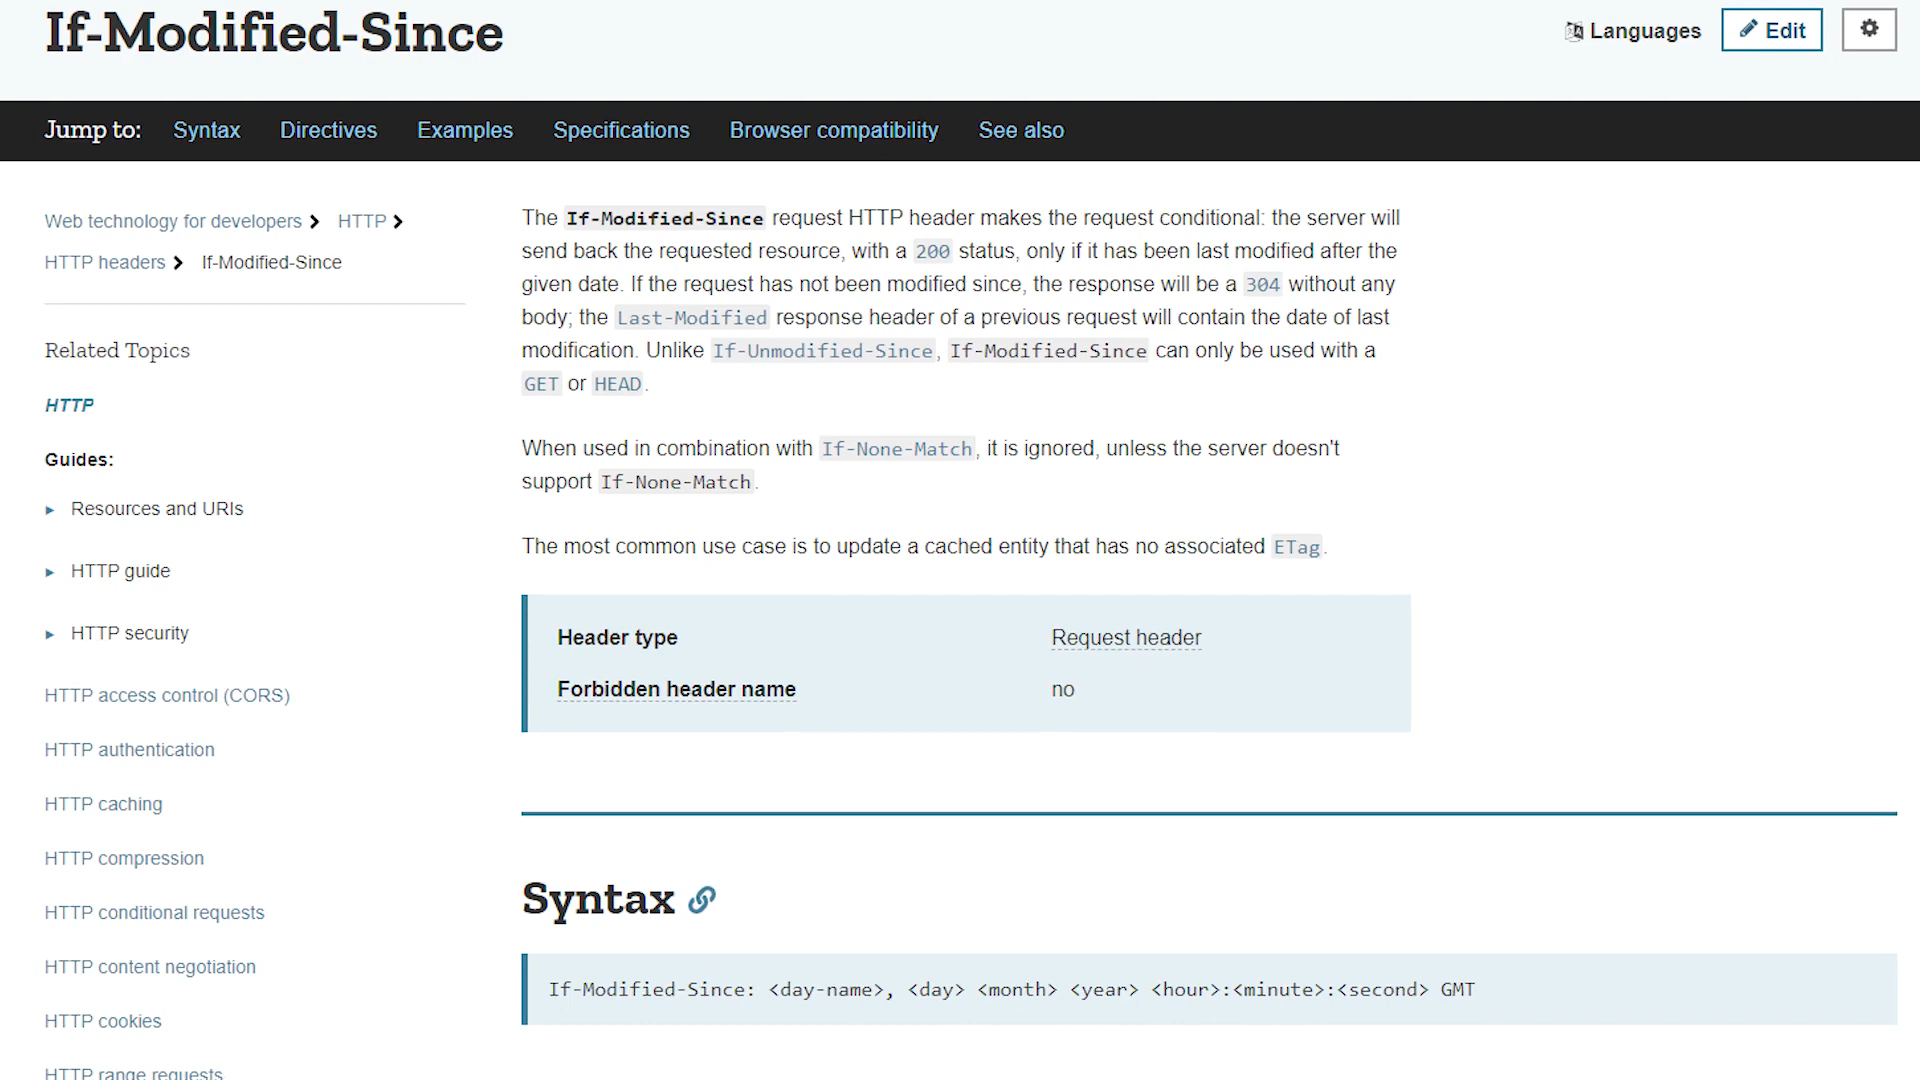 If-Modified-Since
Languages
Edit
Jump to: Syntax Directives Examples Specifications Browser compatibility See also
Web technology for developers HTTP
HTTP headers If-Modified-Since
Related Topics
HTTP
Guides:
Resources and URIs
HTTP guide
HTTP security
HTTP access control (CORS)
HTTP authentication
HTTP caching
HTTP compression
HTTP conditional requests
HTTP content negotiation
HTTP cookies
HTTP range requests
The If-Modified-Since request HTTP header makes the request conditional: the server will
send back the requested resource, with a 200 status, only if it has been last modified after the
given date. If the request has not been modified since, the response will be a 304 without any
body; the Last-Modified response header of a previous request will contain the date of last
modification. Unlike If-Unmodified-Since, If-Modified-Since can only be used with a
GET or HEAD.
When used in combination with If-None-Match, it is ignored, unless the server doesn't
support If-None-Match.
The most common use case is to update a cached entity that has no associated ETag.
Header type Request header
Forbidden header name no
Syntax
If-Modified-Since: <day-name>, <day> <month> <year> <hour>:<minute>:<second> GMT